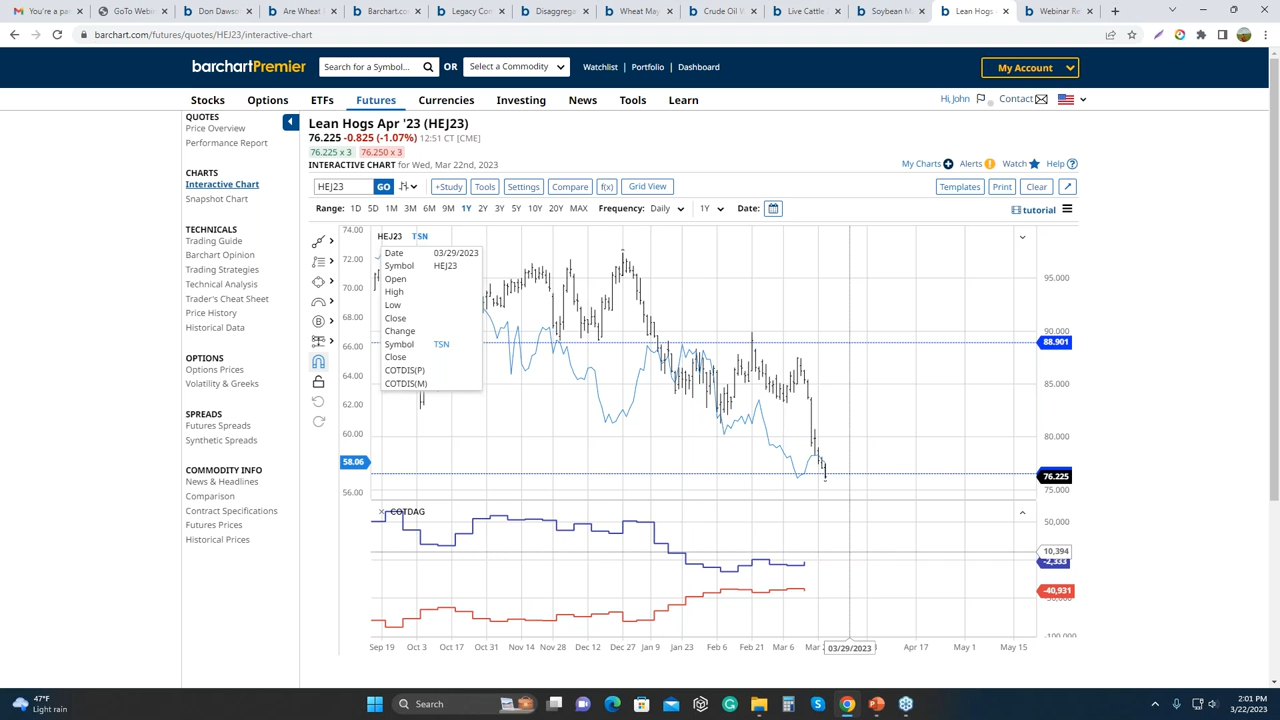 You're a pa
GoTo Webi
Don Dawso
Are Wheat
Barchart.co
Legacy Com
Disaggrega
Wheat May
Crude Oil V
Live Cattle
Soybean M
Lean Hogs
Webinar Re
barchart.com/futures/quotes/HEJ23/interactive-chart
barchartPremier
Search for a Symbol...
OR
Select a Commodity
Watchlist | Portfolio | Dashboard
My Account
Stocks Options ETFs Futures Currencies Investing News Tools Learn
Hi, John
Contact
QUOTES
Price Overview
Performance Report
CHARTS
Interactive Chart
Snapshot Chart
TECHNICALS
Trading Guide
Barchart Opinion
Trading Strategies
Technical Analysis
Trader's Cheat Sheet
Price History
Historical Data
OPTIONS
Options Prices
Volatility & Greeks
SPREADS
Futures Spreads
Synthetic Spreads
COMMODITY INFO
News & Headlines
Comparison
Contract Specifications
Futures Prices
Historical Prices
Lean Hogs Apr '23 (HEJ23)
76.225 -0.825 (-1.07%) 12:51 CT [CME]
76.225 x 3 76.250 x 3
INTERACTIVE CHART for Wed, Mar 22nd, 2023
My Charts Alerts Watch Help
HEJ23 GO +Study Tools Settings Compare f(x) Grid View
Templates Print Clear
Range: 1D 5D 1M 3M 6M 9M 1Y 2Y 3Y 5Y 10Y 20Y MAX Frequency: Daily 1Y Date:
tutorial
HEJ23 TSN
Date 03/29/2023
Symbol HEJ23
Open
High
Low
Close
Change
Symbol TSN
Close
COTDIS(P)
COTDIS(M)
74.00
72.00
70.00
68.00
66.00
64.00
62.00
60.00
58.06
56.00
95.000
90.000
88.901
85.000
80.000
76.225
75.000
COTDAG
50,000
10,394
-2,333
-40,931
-100,000
Sep 19 Oct 3 Oct 17 Oct 31 Nov 14 Nov 28 Dec 12 Dec 27 Jan 9 Jan 23 Feb 6 Feb 21 Mar 6 Mar 03/29/2023 Apr 17 May 1 May 15
47°F
Light rain
Search
2:01 PM
3/22/2023